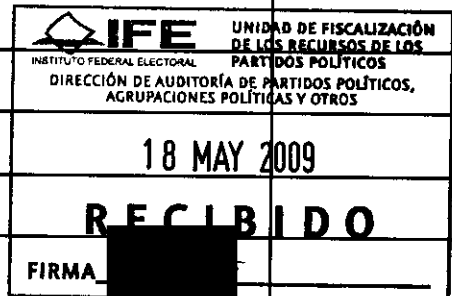 IFE
INSTITUTO FEDERAL ELECTORAL
UNIDAD DE FISCALIZACIÓN
DE LOS RECURSOS DE LOS
PARTIDOS POLÍTICOS
DIRECCIÓN DE AUDITORÍA DE PARTIDOS POLÍTICOS,
AGRUPACIONES POLÍTICAS Y OTROS
18 MAY 2009
RECIBIDO
FIRMA